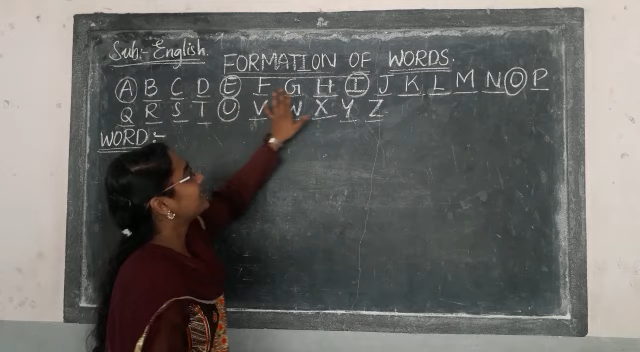 Sub:- English.
FORMATION OF WORDS.
A B C D E F G H I J K L M N O P
Q R S T U V W X Y Z
WORD:-